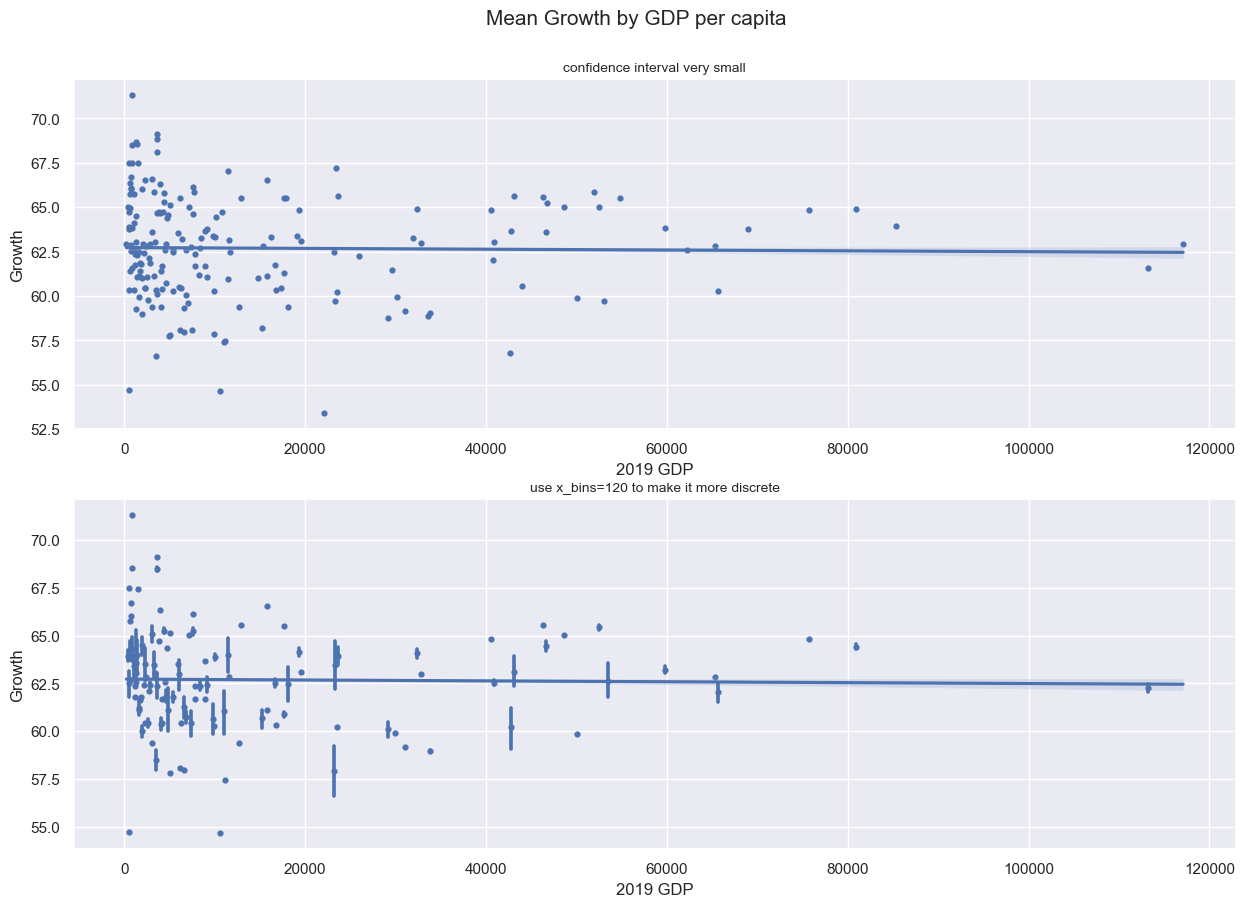 Mean Growth by GDP per capita
confidence interval very small
70.0
67.5
65.0
62.5
60.0
57.5
55.0
52.5
Growth
0 20000 40000 60000 80000 100000 120000
2019 GDP
use x_bins=120 to make it more discrete
70.0
67.5
65.0
62.5
60.0
57.5
55.0
Growth
0 20000 40000 60000 80000 100000 120000
2019 GDP